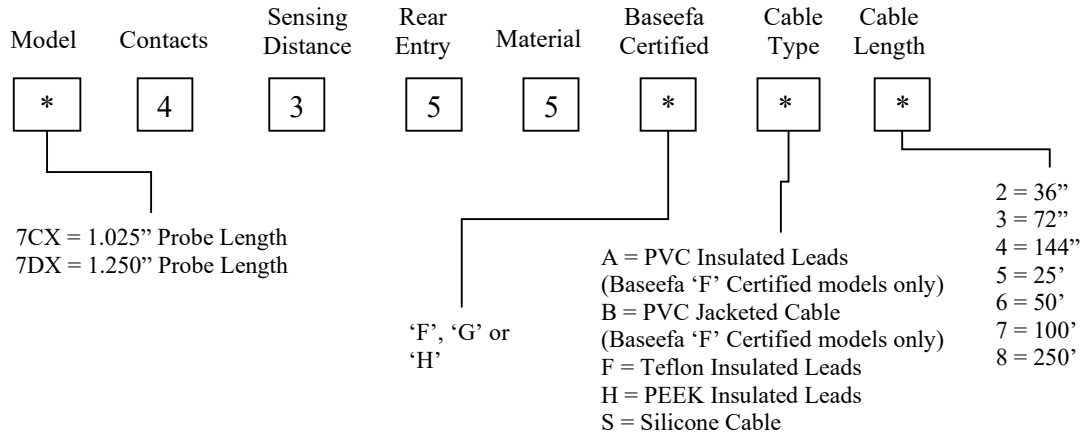 Model
Contacts
Sensing
Distance
Rear
Entry
Material
Baseefa
Certified
Cable
Type
Cable
Length
*
4
3
5
5
*
*
*
7CX = 1.025” Probe Length
7DX = 1.250” Probe Length
‘F’, ‘G’ or
‘H’
A = PVC Insulated Leads
(Baseefa ‘F’ Certified models only)
B = PVC Jacketed Cable
(Baseefa ‘F’ Certified models only)
F = Teflon Insulated Leads
H = PEEK Insulated Leads
S = Silicone Cable
2 = 36”
3 = 72”
4 = 144”
5 = 25’
6 = 50’
7 = 100’
8 = 250’